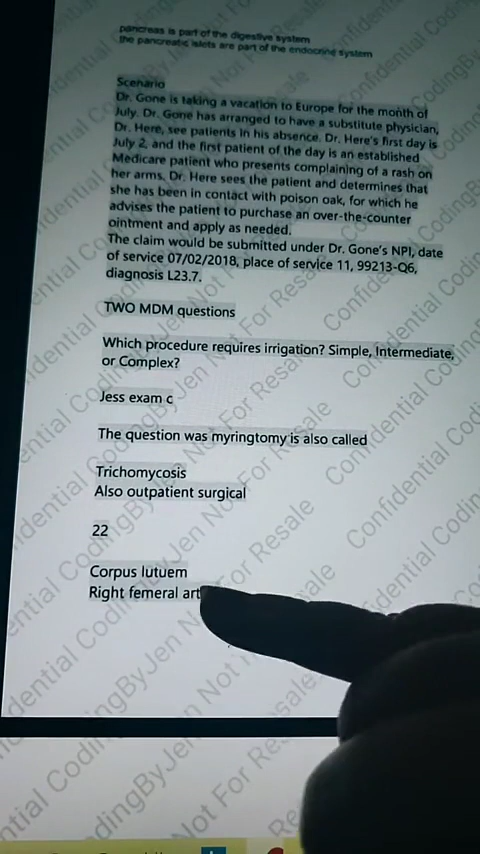 pancreas is part of the digestive system
the pancreatic islets are part of the endocrine system
Scenario
Dr. Gone is taking a vacation to Europe for the month of
July. Dr. Gone has arranged to have a substitute physician,
Dr. Here, see patients in his absence. Dr. Here's first day is
July 2, and the first patient of the day is an established
Medicare patient who presents complaining of a rash on
her arms. Dr. Here sees the patient and determines that
she has been in contact with poison oak, for which he
advises the patient to purchase an over-the-counter
ointment and apply as needed.
The claim would be submitted under Dr. Gone's NPI, date
of service 07/02/2018, place of service 11, 99213-Q6,
diagnosis L23.7.
TWO MDM questions
Which procedure requires irrigation? Simple, Intermediate,
or Complex?
Jess exam c
The question was myringtomy is also called
Trichomycosis
Also outpatient surgical
22
Corpus lutuem
Right femeral art
Confidential CodingByJen Not For Resale